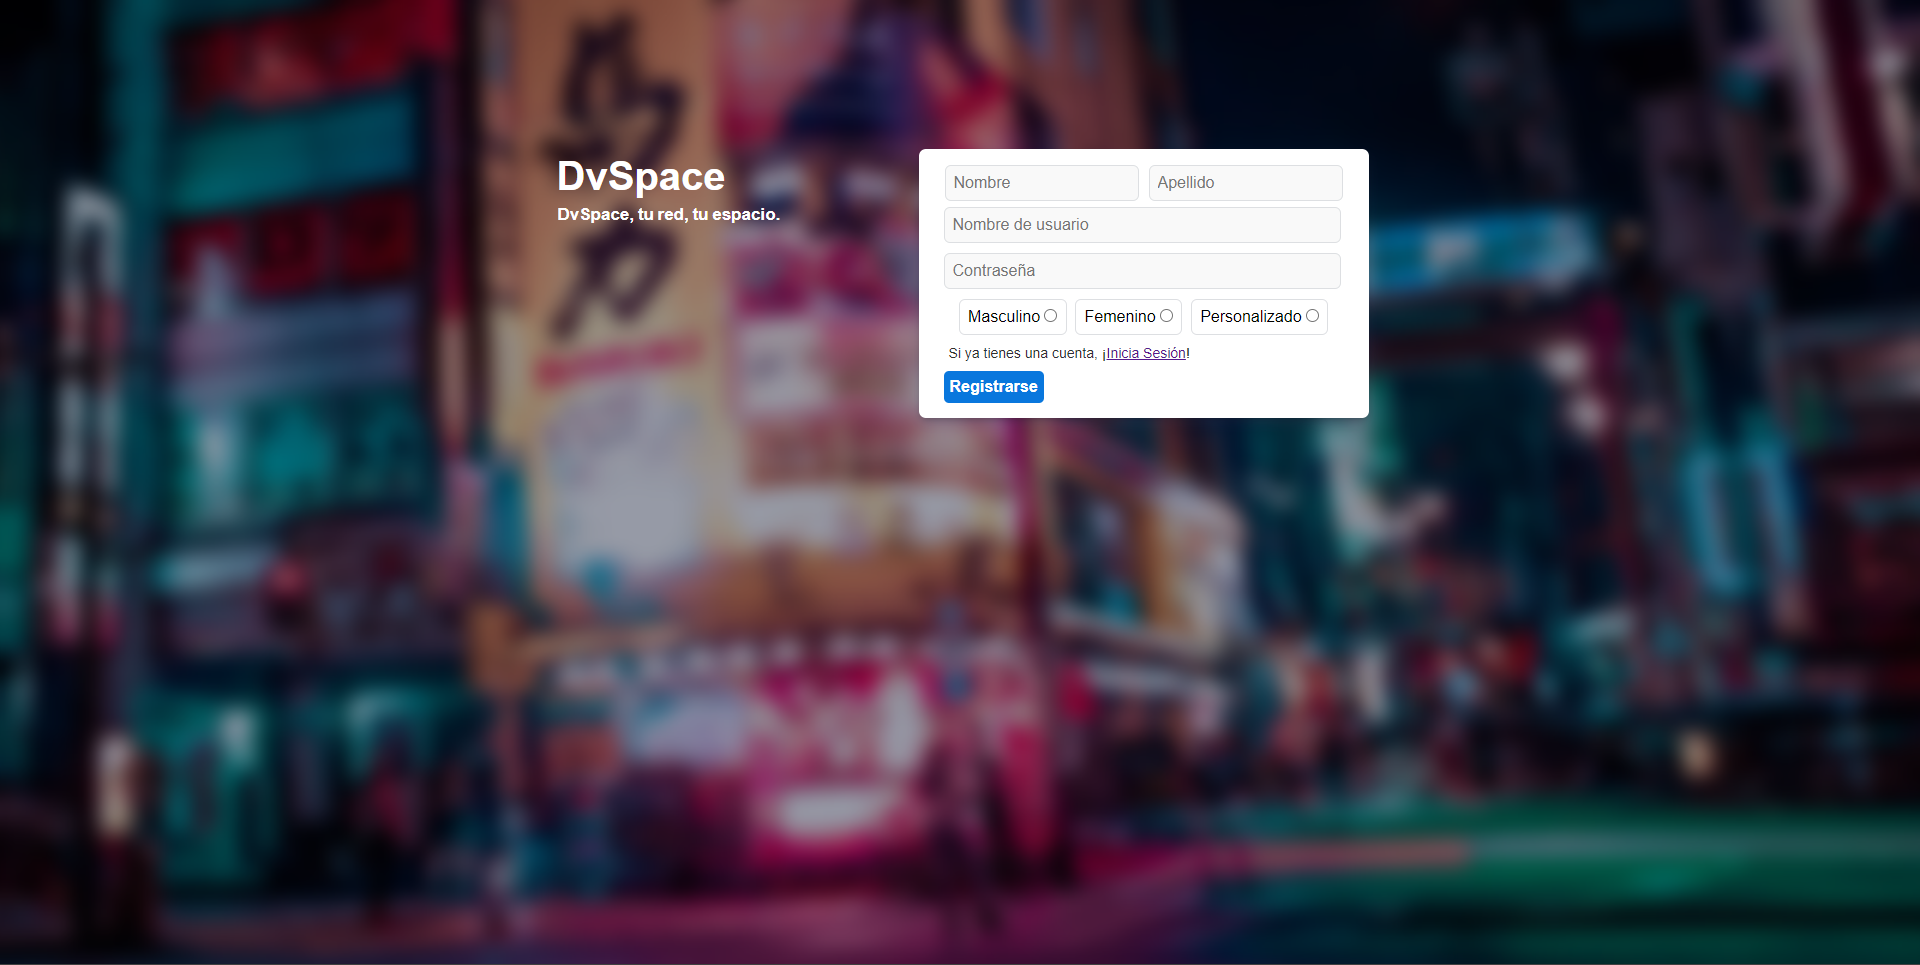 DvSpace
DvSpace, tu red, tu espacio.
Nombre
Apellido
Nombre de usuario
Contraseña
Masculino
Femenino
Personalizado
Si ya tienes una cuenta, ¡Inicia Sesión!
Registrarse